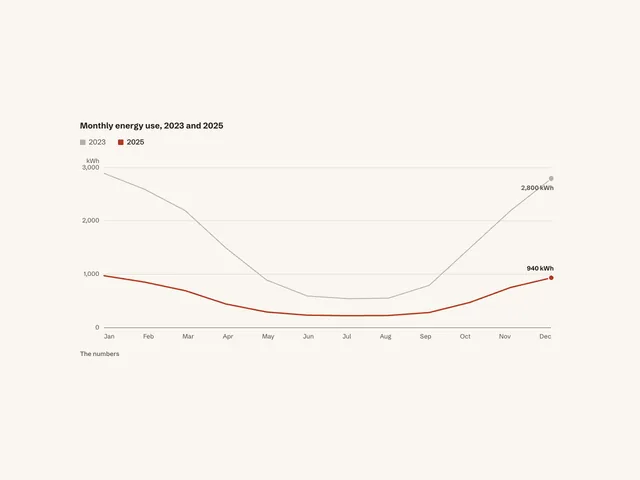 Monthly energy use, 2023 and 2025
2023 2025
kWh
3,000
2,800 kWh
2,000
940 kWh
1,000
0
Jan Feb Mar Apr May Jun Jul Aug Sep Oct Nov Dec
The numbers